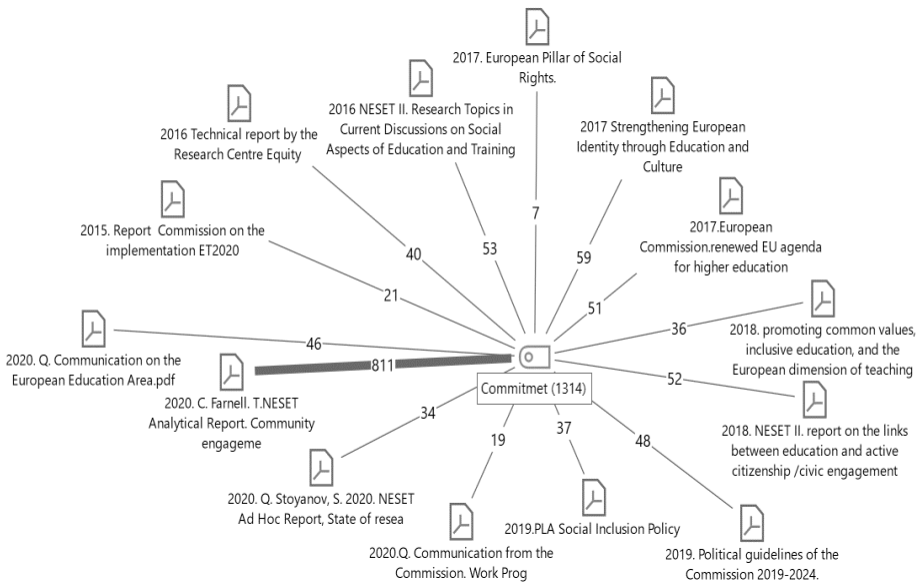 2017. European Pillar of Social
Rights.
2016 NESET II. Research Topics in
Current Discussions on Social
Aspects of Education and Training
2017 Strengthening European
Identity through Education and
Culture
2016 Technical report by the
Research Centre Equity
2017.European
Commission.renewed EU agenda
for higher education
2015. Report Commission on the
implementation ET2020
7
53
59
40
21
51
36
2018. promoting common values,
inclusive education, and the
European dimension of teaching
46
2020. Q. Communication on the
European Education Area.pdf
811
Commitmet (1314)
52
2020. C. Farnell. T.NESET
Analytical Report. Community
engageme
34
19
37
48
2018. NESET II. report on the links
between education and active
citizenship /civic engagement
2020. Q. Stoyanov, S. 2020. NESET
Ad Hoc Report, State of resea
2019.PLA Social Inclusion Policy
2020.Q. Communication from the
Commission. Work Prog
2019. Political guidelines of the
Commission 2019-2024.